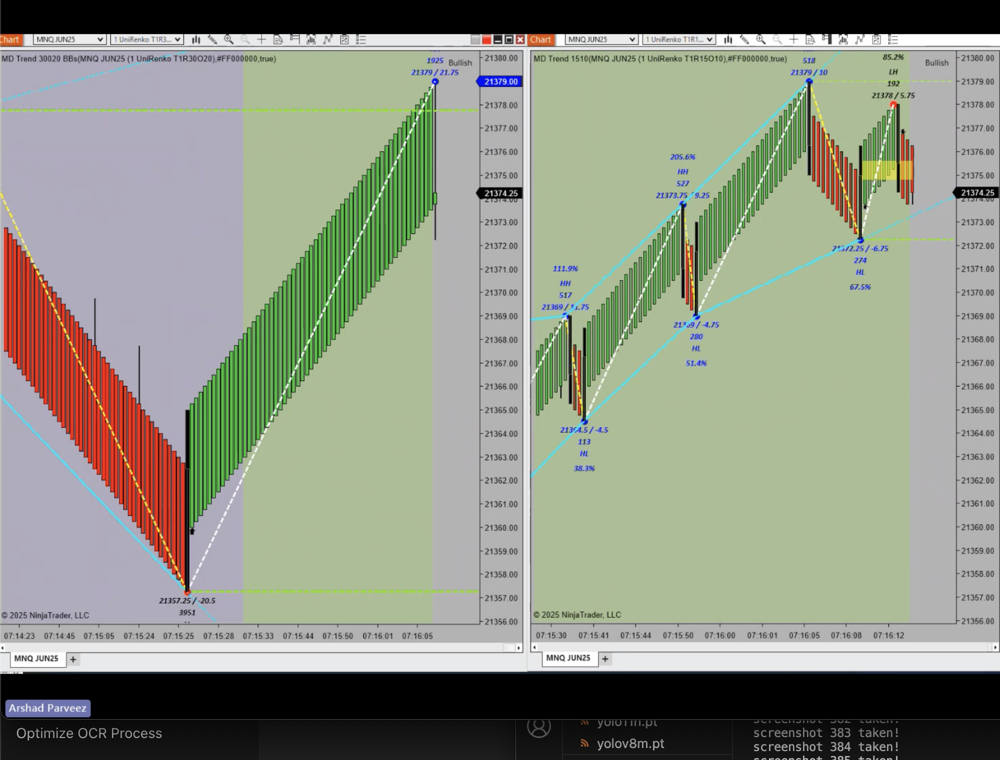 Chart
MNQ JUN25
1 UniRenko T1R3...
MD Trend 30020 BBs(MNQ JUN25 (1 UniRenko T1R30O20),#FF000000,true)
Bullish
1925
21379 / 21.75
21357.25 / -20.5
3951
© 2025 NinjaTrader, LLC
21380.00
21379.00
21378.00
21377.00
21376.00
21375.00
21374.25
21373.00
21372.00
21371.00
21370.00
21369.00
21368.00
21367.00
21366.00
21365.00
21364.00
21363.00
21362.00
21361.00
21360.00
21359.00
21358.00
21357.00
21356.00
07:14:23 07:14:45 07:15:05 07:15:24 07:15:25 07:15:28 07:15:33 07:15:44 07:15:50 07:16:01 07:16:05
MNQ JUN25 +
Chart
MNQ JUN25
1 UniRenko T1R1...
MD Trend 1510(MNQ JUN25 (1 UniRenko T1R15O10),#FF000000,true)
Bullish
518
21379 / 10
85.2%
LH
192
21378 / 5.75
205.6%
HH
527
21373.75 / 9.25
111.9%
HH
517
21372.25 / -6.75
274
HL
67.5%
21369 / -4.75
280
HL
51.4%
113
HL
38.3%
© 2025 NinjaTrader, LLC
21380.00
21379.00
21378.00
21377.00
21376.00
21375.00
21374.25
21373.00
21372.00
21371.00
21370.00
21369.00
21368.00
21367.00
21366.00
21365.00
21364.00
21363.00
21362.00
21361.00
21360.00
21359.00
21358.00
21357.00
21356.00
07:15:30 07:15:41 07:15:44 07:15:50 07:16:00 07:16:01 07:16:05 07:16:08 07:16:12
MNQ JUN25 +
Arshad Parveez
Optimize OCR Process
yolo11n.pt
yolov8m.pt
screenshot 382 taken!
screenshot 383 taken!
screenshot 384 taken!
screenshot 385 taken!